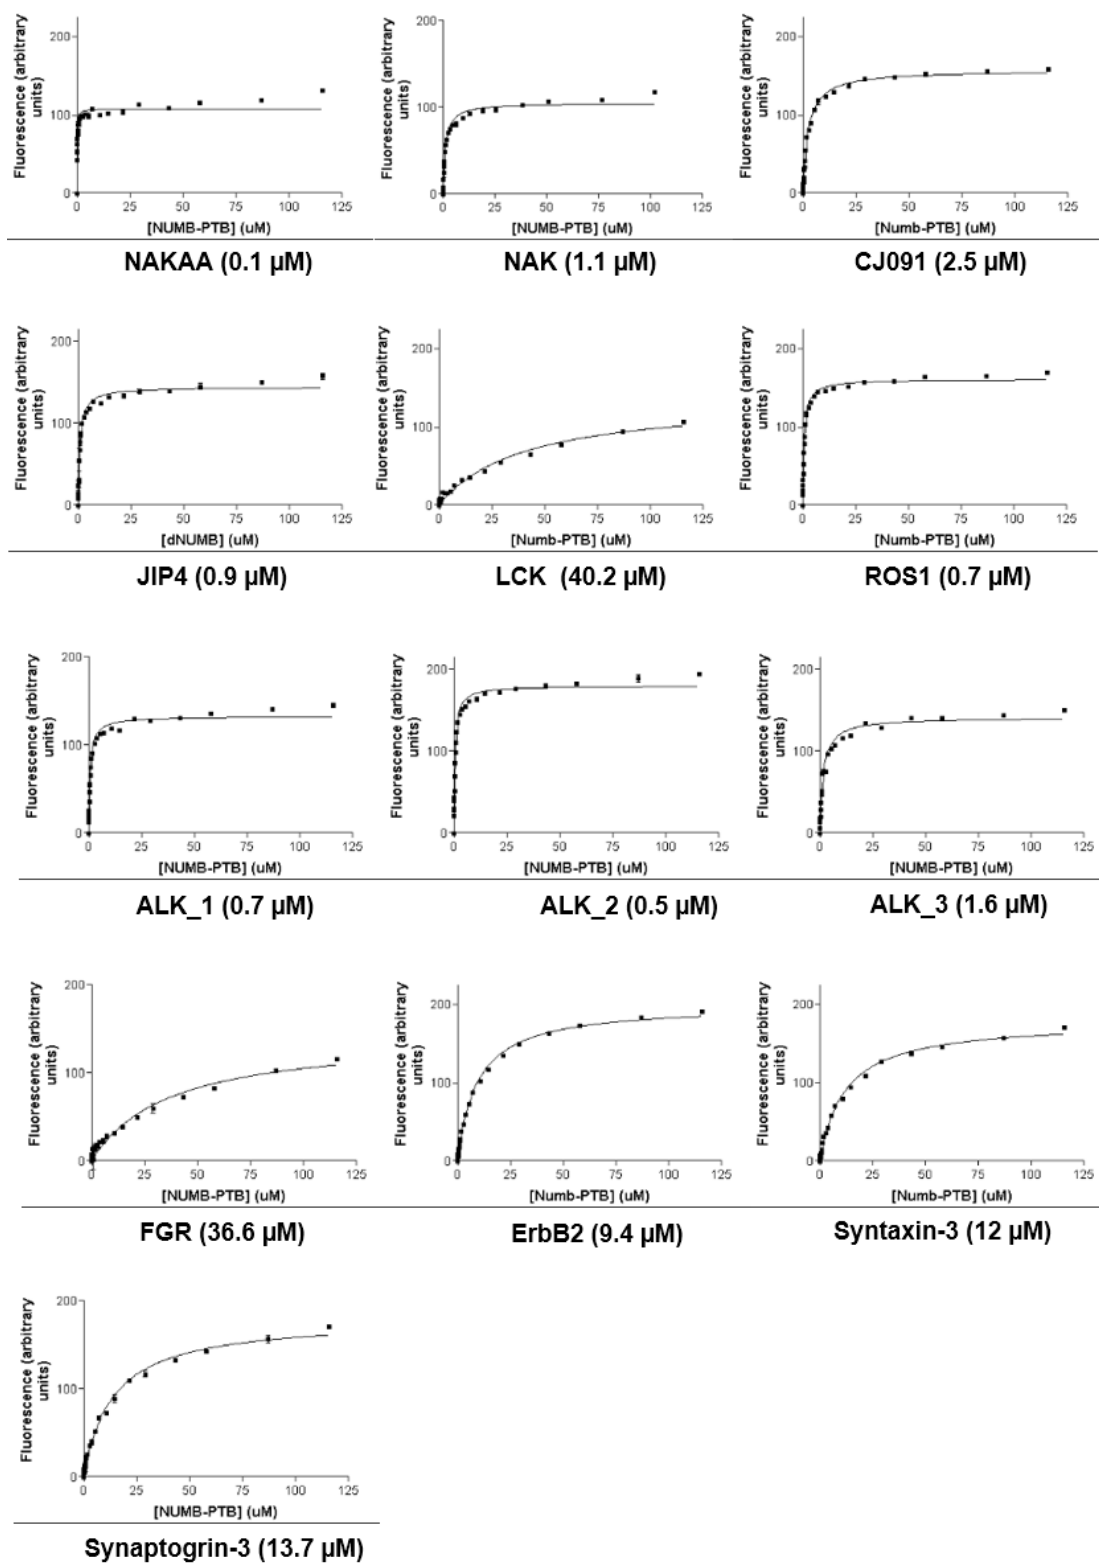 Fluorescence (arbitrary
units)
200
100
0
0 25 50 75 100 125
[NUMB-PTB] (uM)
NAKAA (0.1 µM)
Fluorescence (arbitrary
units)
200
100
0
0 25 50 75 100 125
[NUMB-PTB] (uM)
NAK (1.1 µM)
Fluorescence (arbitrary
units)
200
100
0
0 25 50 75 100 125
[Numb-PTB] (uM)
CJ091 (2.5 µM)
Fluorescence (arbitrary
units)
200
100
0
0 25 50 75 100 125
[dNUMB] (uM)
JIP4 (0.9 µM)
Fluorescence (arbitrary
units)
200
100
0
0 25 50 75 100 125
[Numb-PTB] (uM)
LCK (40.2 µM)
Fluorescence (arbitrary
units)
200
100
0
0 25 50 75 100 125
[Numb-PTB] (uM)
ROS1 (0.7 µM)
Fluorescence (arbitrary
units)
200
100
0
0 25 50 75 100 125
[NUMB-PTB] (uM)
ALK_1 (0.7 µM)
Fluorescence (arbitrary
units)
200
100
0
0 25 50 75 100 125
[NUMB-PTB] (uM)
ALK_2 (0.5 µM)
Fluorescence (arbitrary
units)
200
100
0
0 25 50 75 100 125
[NUMB-PTB] (uM)
ALK_3 (1.6 µM)
Fluorescence (arbitrary
units)
200
100
0
0 25 50 75 100 125
[NUMB-PTB] (uM)
FGR (36.6 µM)
Fluorescence (arbitrary
units)
200
100
0
0 25 50 75 100 125
[Numb-PTB] (uM)
ErbB2 (9.4 µM)
Fluorescence (arbitrary
units)
200
100
0
0 25 50 75 100 125
[Numb-PTB] (uM)
Syntaxin-3 (12 µM)
Fluorescence (arbitrary
units)
200
100
0
0 25 50 75 100 125
[NUMB-PTB] (uM)
Synaptogrin-3 (13.7 µM)